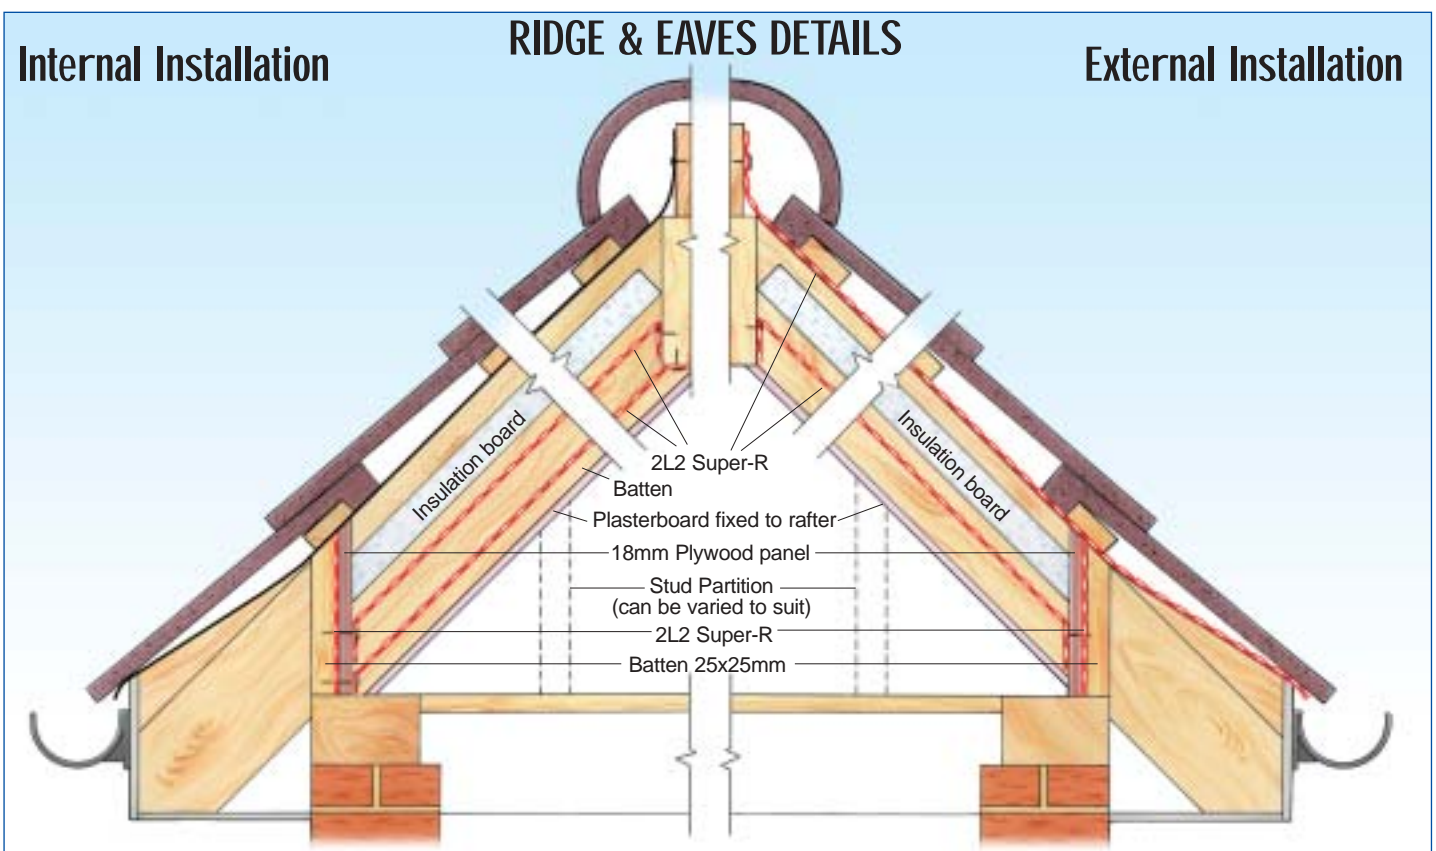 RIDGE & EAVES DETAILS
Internal Installation
External Installation
Insulation board
Insulation board
2L2 Super-R
Batten
Plasterboard fixed to rafter
18mm Plywood panel
Stud Partition
(can be varied to suit)
2L2 Super-R
Batten 25x25mm